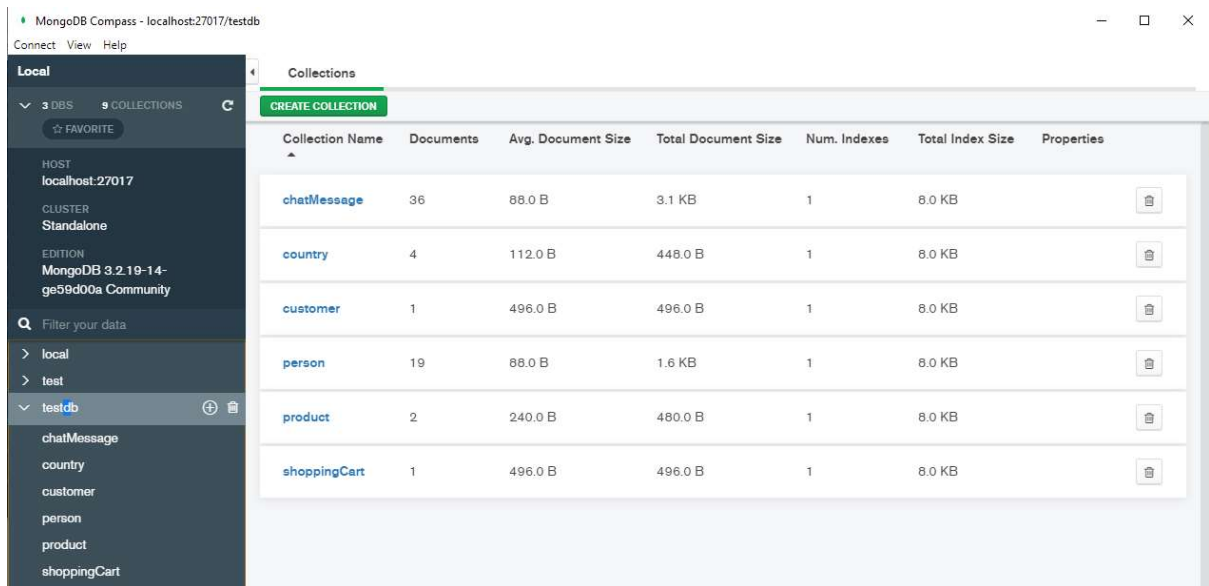 MongoDB Compass - localhost:27017/testdb
Connect View Help
Local
3 DBS 9 COLLECTIONS
FAVORITE
HOST
localhost:27017
CLUSTER
Standalone
EDITION
MongoDB 3.2.19-14-
ge59d00a Community
Filter your data
local
test
testdb
chatMessage
country
customer
person
product
shoppingCart
Collections
CREATE COLLECTION
Collection Name Documents Avg. Document Size Total Document Size Num. Indexes Total Index Size Properties
chatMessage 36 88.0 B 3.1 KB 1 8.0 KB
country 4 112.0 B 448.0 B 1 8.0 KB
customer 1 496.0 B 496.0 B 1 8.0 KB
person 19 88.0 B 1.6 KB 1 8.0 KB
product 2 240.0 B 480.0 B 1 8.0 KB
shoppingCart 1 496.0 B 496.0 B 1 8.0 KB